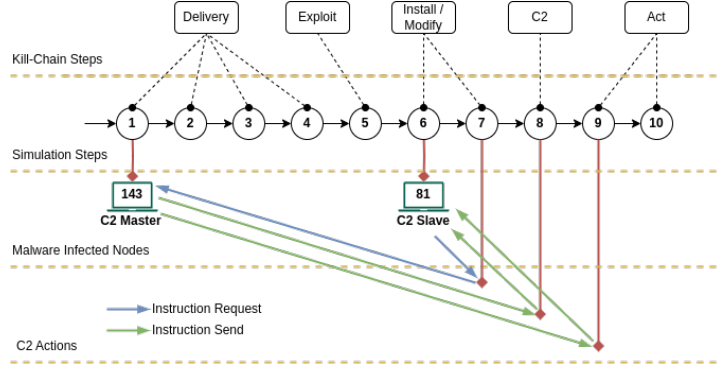 Delivery
Exploit
Install /
Modify
C2
Act
Kill-Chain Steps
1 2 3 4 5 6 7 8 9 10
Simulation Steps
143
81
C2 Master
C2 Slave
Malware Infected Nodes
Instruction Request
Instruction Send
C2 Actions